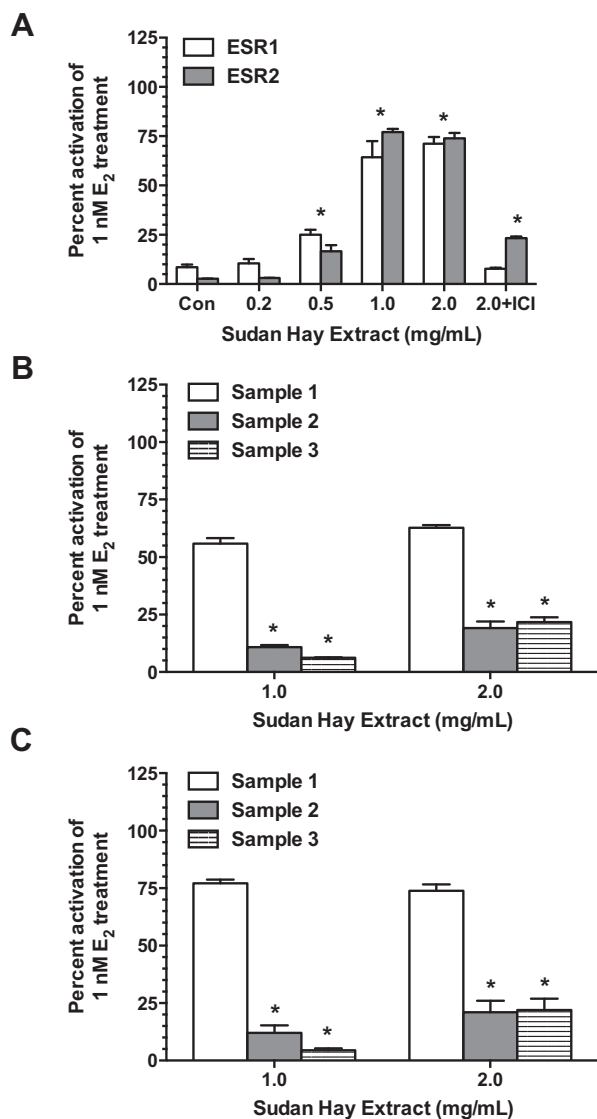 A
ESR1
ESR2
Percent activation of
1 nM E₂ treatment
125
100
75
50
25
0
*
*
*
*
Con
0.2
0.5
1.0
2.0
2.0+ICI
Sudan Hay Extract (mg/mL)
B
Sample 1
Sample 2
Sample 3
Percent activation of
1 nM E₂ treatment
125
100
75
50
25
0
*
*
*
*
1.0
2.0
Sudan Hay Extract (mg/mL)
C
Sample 1
Sample 2
Sample 3
Percent activation of
1 nM E₂ treatment
125
100
75
50
25
0
*
*
*
*
1.0
2.0
Sudan Hay Extract (mg/mL)